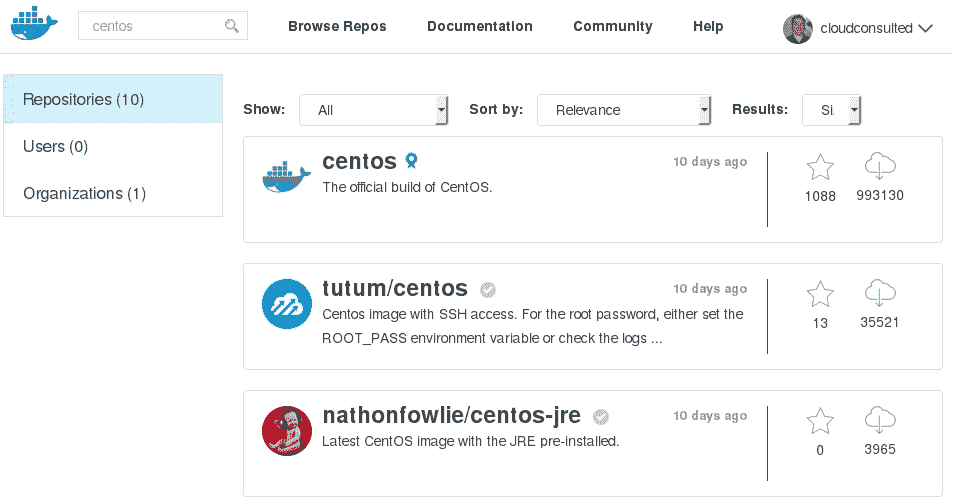 centos
Browse Repos
Documentation
Community
Help
cloudconsulted
Repositories (10)
Users (0)
Organizations (1)
Show:
All
Sort by:
Relevance
Results:
Si
centos
10 days ago
The official build of CentOS.
1088
993130
tutum/centos
10 days ago
Centos image with SSH access. For the root password, either set the
ROOT_PASS environment variable or check the logs ...
13
35521
nathonfowlie/centos-jre
10 days ago
Latest CentOS image with the JRE pre-installed.
0
3965